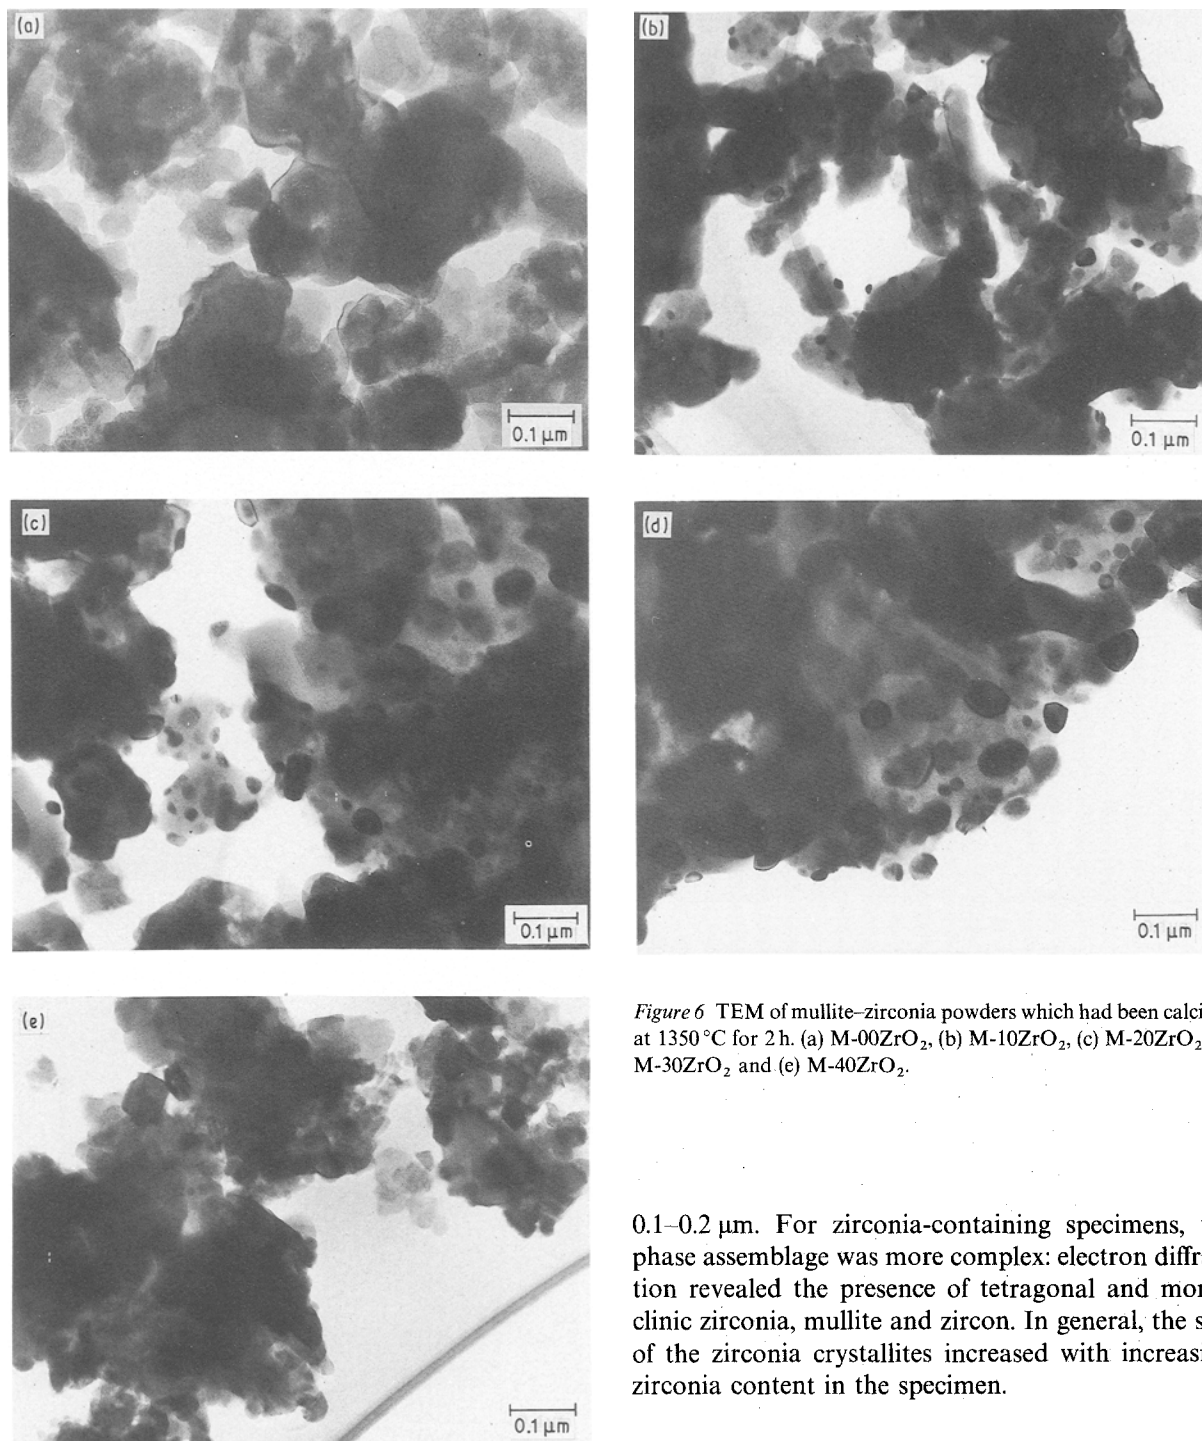 (a)
0.1 μm
(b)
0.1 μm
(c)
0.1 μm
(d)
0.1 μm
(e)
0.1 μm
Figure 6 TEM of mullite–zirconia powders which had been calci
at 1350 °C for 2 h. (a) M-00ZrO₂, (b) M-10ZrO₂, (c) M-20ZrO₂
M-30ZrO₂ and (e) M-40ZrO₂.
0.1–0.2 μm. For zirconia-containing specimens,
phase assemblage was more complex: electron diffr
tion revealed the presence of tetragonal and mon
clinic zirconia, mullite and zircon. In general, the s
of the zirconia crystallites increased with increas
zirconia content in the specimen.